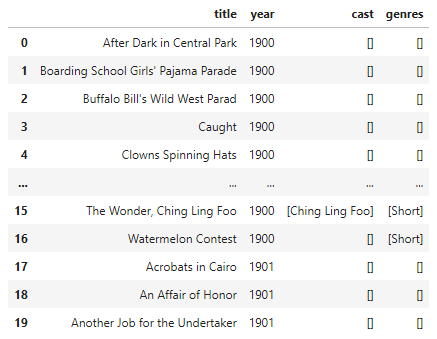 title year cast genres
0 After Dark in Central Park 1900 [] []
1 Boarding School Girls' Pajama Parade 1900 [] []
2 Buffalo Bill's Wild West Parad 1900 [] []
3 Caught 1900 [] []
4 Clowns Spinning Hats 1900 [] []
... ... ... ... ...
15 The Wonder, Ching Ling Foo 1900 [Ching Ling Foo] [Short]
16 Watermelon Contest 1900 [] [Short]
17 Acrobats in Cairo 1901 [] []
18 An Affair of Honor 1901 [] []
19 Another Job for the Undertaker 1901 [] []